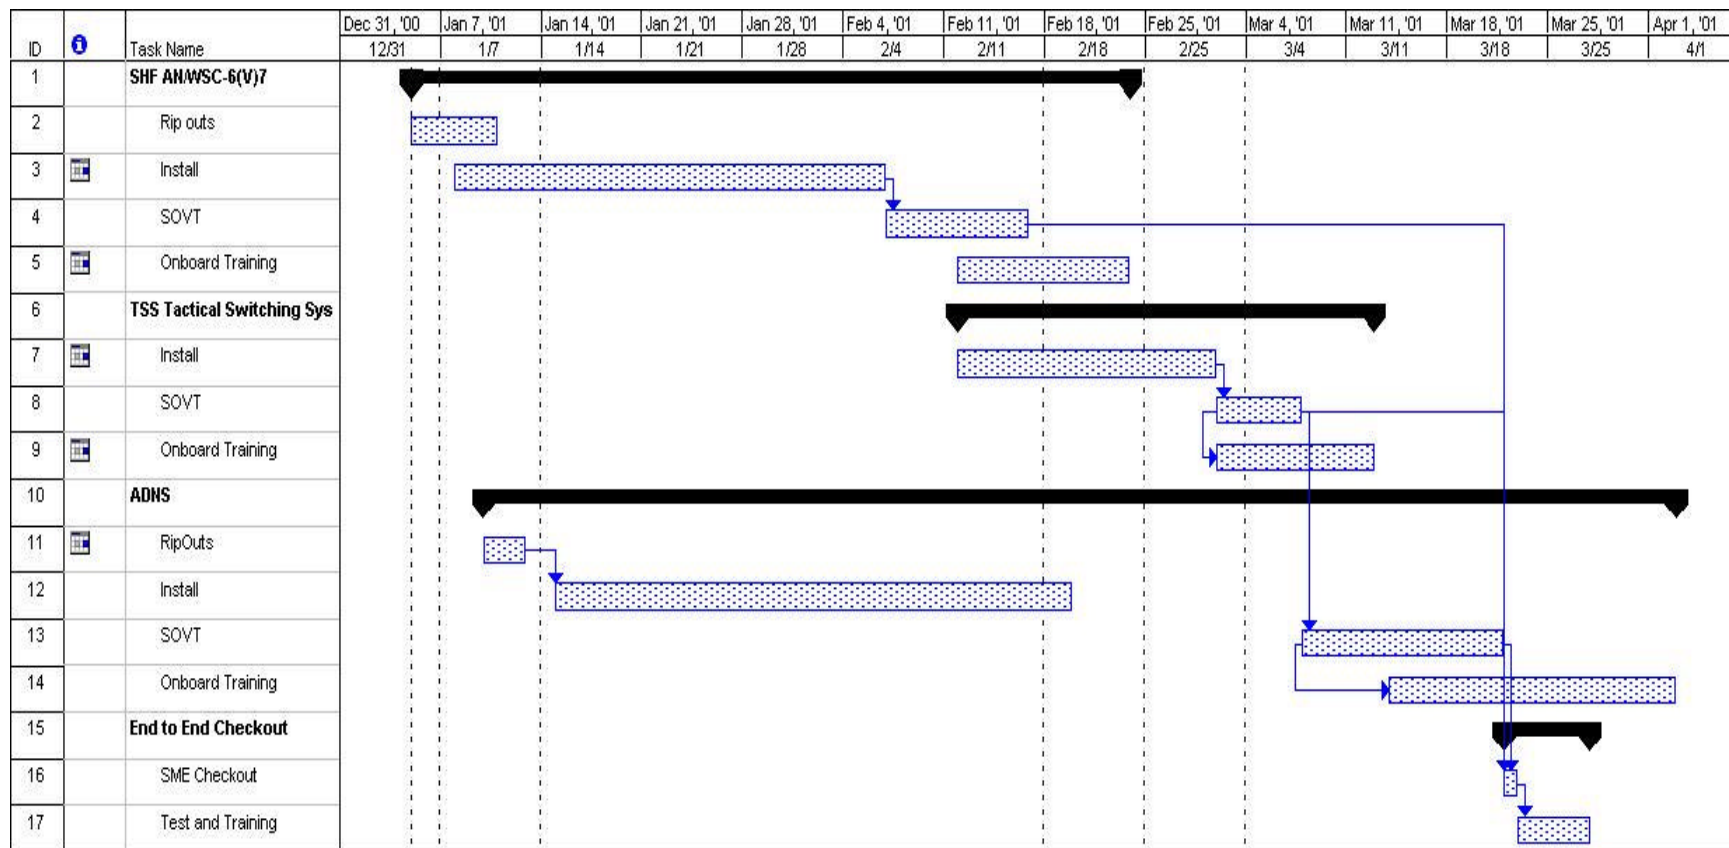 Dec 31, '00 Jan 7, '01 Jan 14, '01 Jan 21, '01 Jan 28, '01 Feb 4, '01 Feb 11, '01 Feb 18, '01 Feb 25, '01 Mar 4, '01 Mar 11, '01 Mar 18, '01 Mar 25, '01 Apr 1, '01
ID i Task Name 12/31 1/7 1/14 1/21 1/28 2/4 2/11 2/18 2/25 3/4 3/11 3/18 3/25 4/1
1 SHF AN/WSC-6(V)7
2 Rip outs
3 Install
4 SOVT
5 Onboard Training
6 TSS Tactical Switching Sys
7 Install
8 SOVT
9 Onboard Training
10 ADNS
11 RipOuts
12 Install
13 SOVT
14 Onboard Training
15 End to End Checkout
16 SME Checkout
17 Test and Training